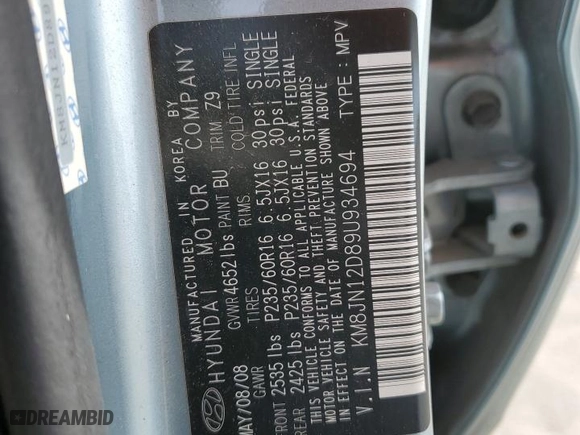 MANUFACTURED IN KOREA BY
HYUNDAI MOTOR COMPANY
MAY/08/08 GVWR 4652 lbs PAINT BU TRIM Z9
GAWR TIRES RIMS COLD TIRE INFL
FRONT 2535 lbs P235/60R16 6.5JX16 30psi SINGLE
REAR 2425 lbs P235/60R16 6.5JX16 30psi SINGLE
THIS VEHICLE CONFORMS TO ALL APPLICABLE U.S.A. FEDERAL
MOTOR VEHICLE SAFETY AND THEFT PREVENTION STANDARDS
IN EFFECT ON THE DATE OF MANUFACTURE SHOWN ABOVE
V.I.N KM8JN12D89U934694 TYPE : MPV
KM8JN12D89
DREAMBID